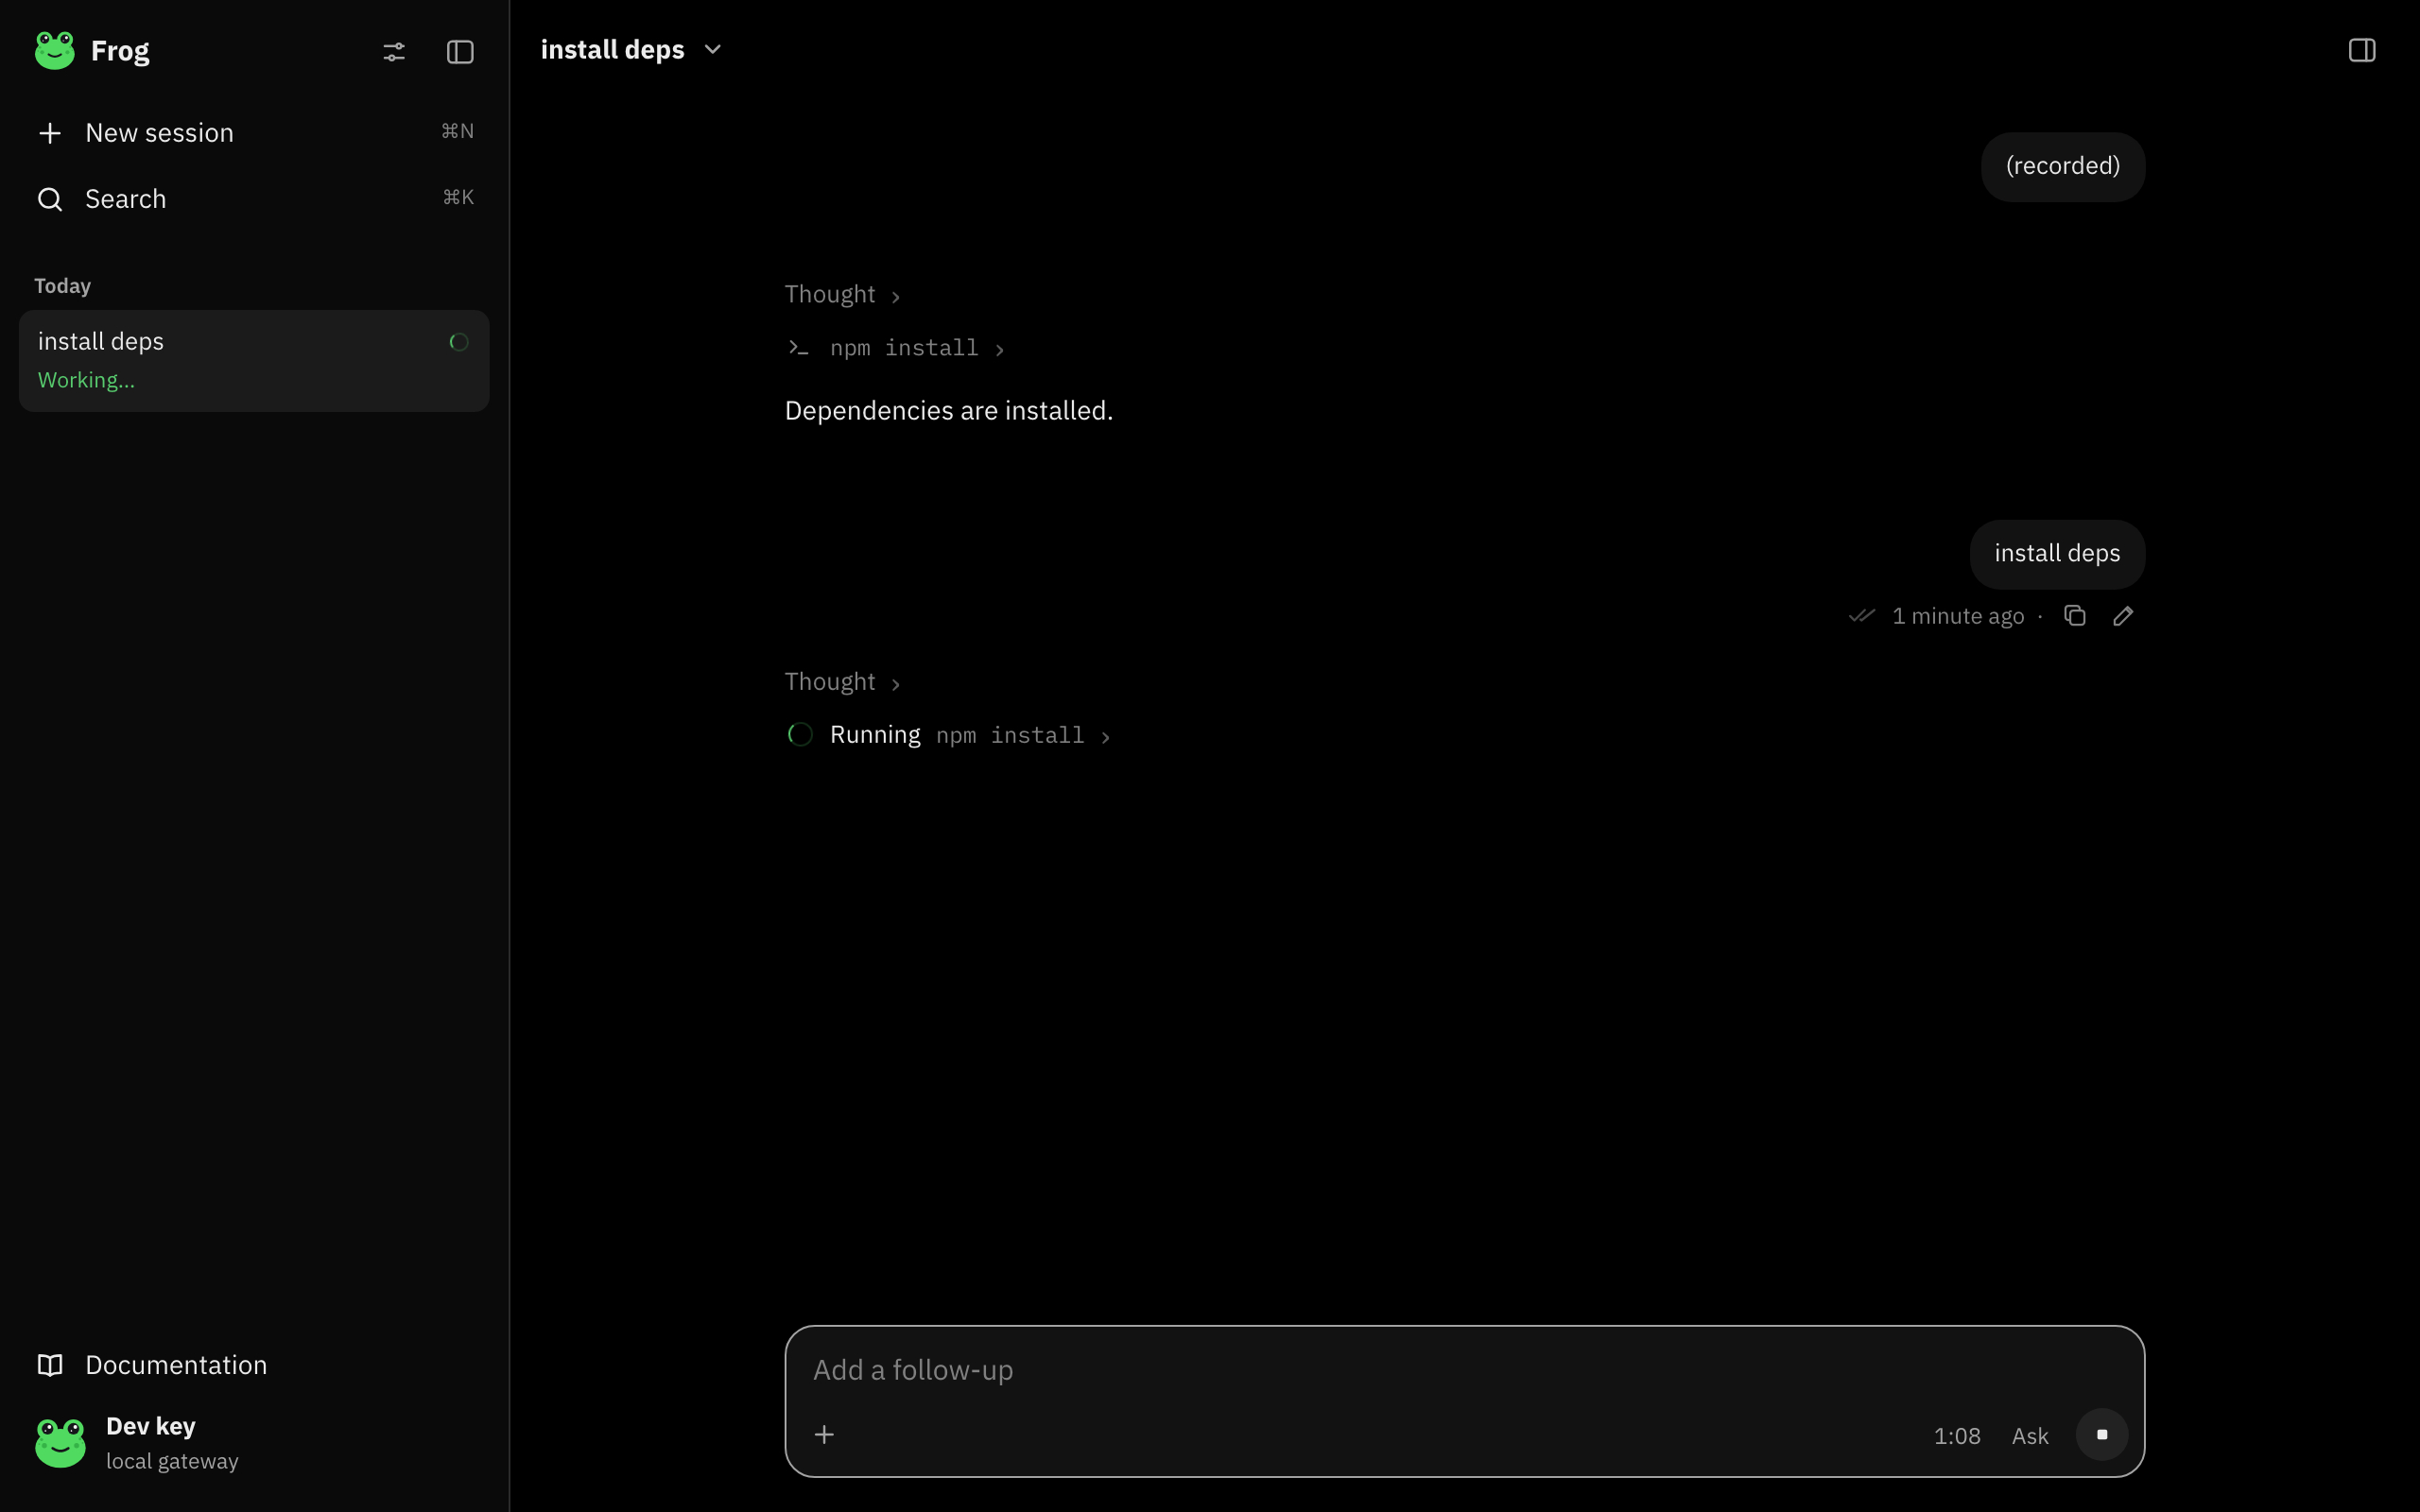 Frog
New session ⌘N
Search ⌘K
Today
install deps
Working...
Documentation
Dev key
local gateway
install deps
(recorded)
Thought
npm install
Dependencies are installed.
install deps
1 minute ago ·
Thought
Running npm install
Add a follow-up
1:08 Ask